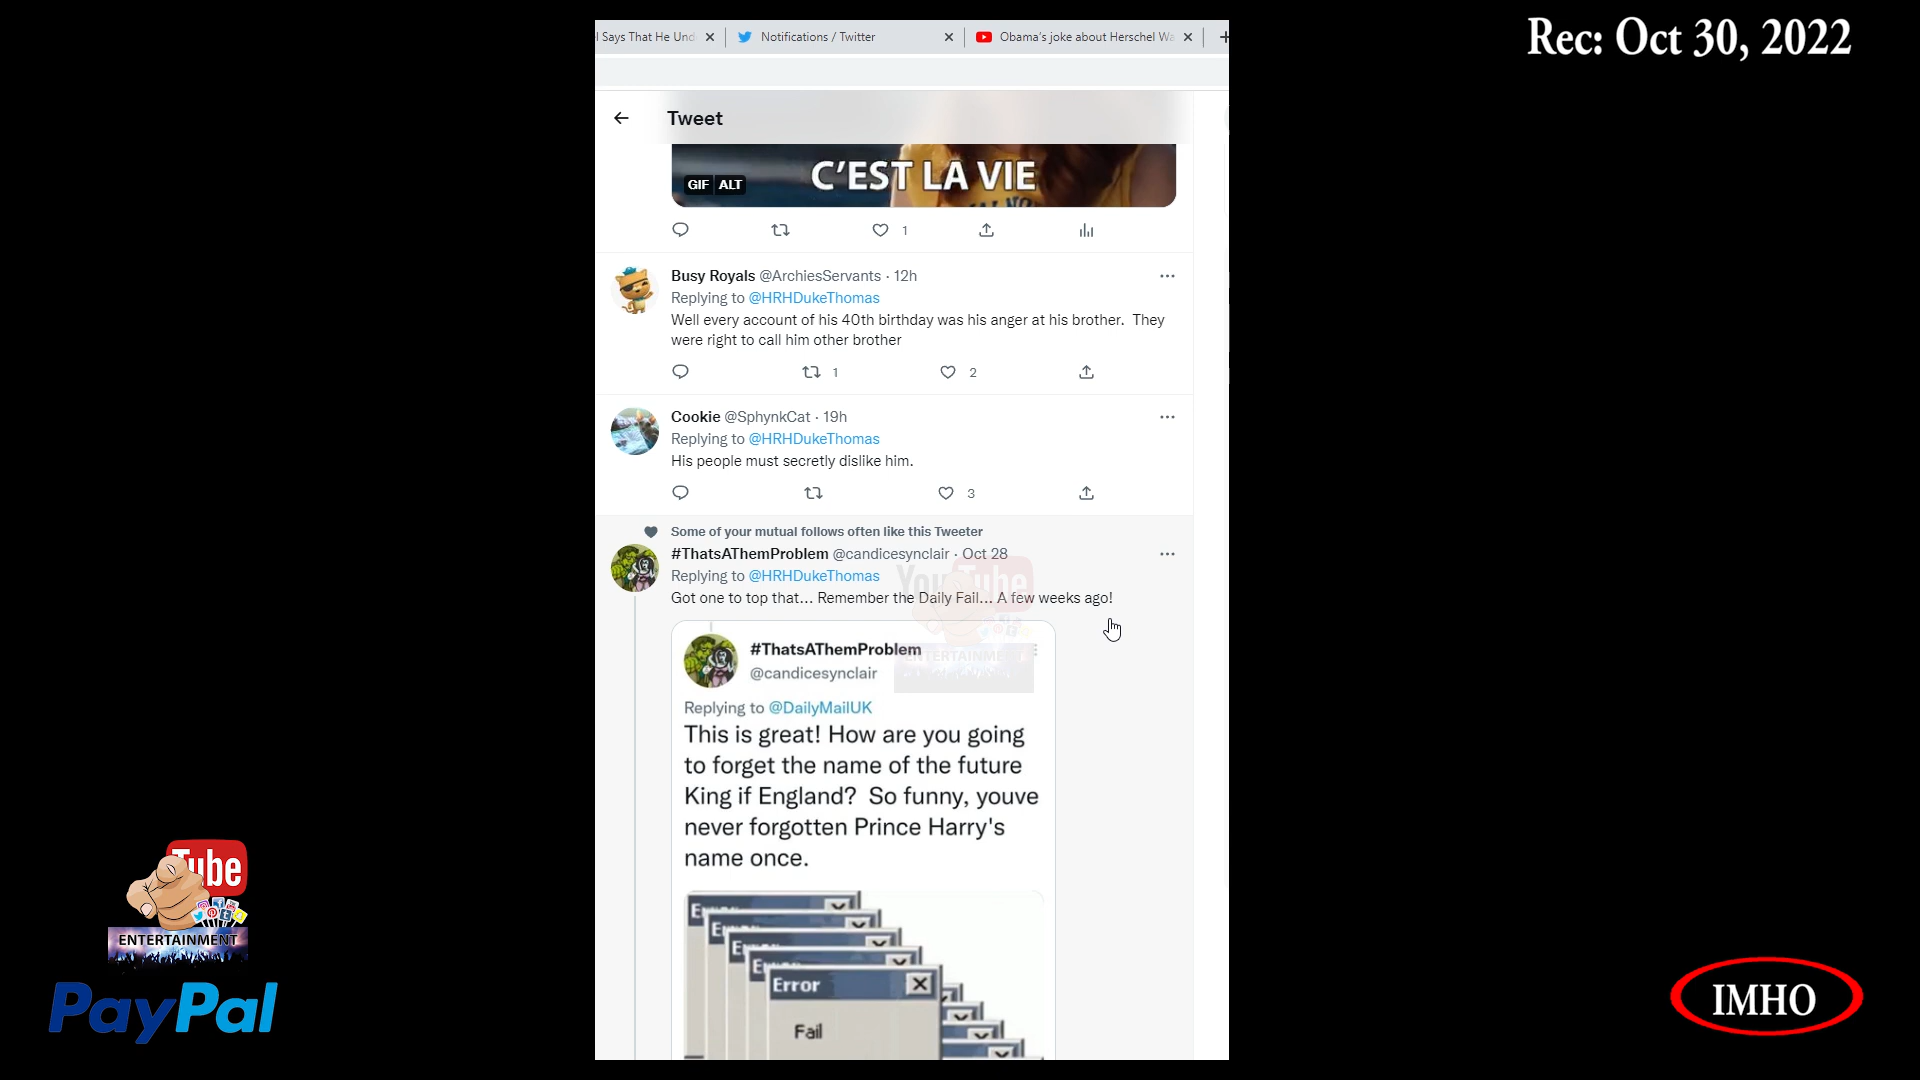 Rec: Oct 30, 2022
l Says That He Und
Notifications / Twitter
Obama's joke about Herschel Wa
Tweet
C'EST LA VIE
GIF ALT
1
Busy Royals @ArchiesServants · 12h
Replying to @HRHDukeThomas
Well every account of his 40th birthday was his anger at his brother. They
were right to call him other brother
1
2
Cookie @SphynkCat · 19h
Replying to @HRHDukeThomas
His people must secretly dislike him.
3
Some of your mutual follows often like this Tweeter
#ThatsAThemProblem @candicesynclair · Oct 28
Replying to @HRHDukeThomas
Got one to top that... Remember the Daily Fail... A few weeks ago!
YouTube
ENTERTAINMENT
#ThatsAThemProblem
@candicesynclair
Replying to @DailyMailUK
This is great! How are you going
to forget the name of the future
King if England? So funny, youve
never forgotten Prince Harry's
name once.
Error
Error
Error
Error
Error
Fail
Tube
ENTERTAINMENT
PayPal
IMHO